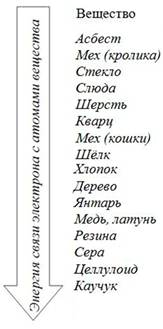 Энергия связи электрона с атомами вещества
Вещество
Асбест
Мех (кролика)
Стекло
Слюда
Шерсть
Кварц
Мех (кошки)
Шёлк
Хлопок
Дерево
Янтарь
Медь, латунь
Резина
Сера
Целлулоид
Каучук